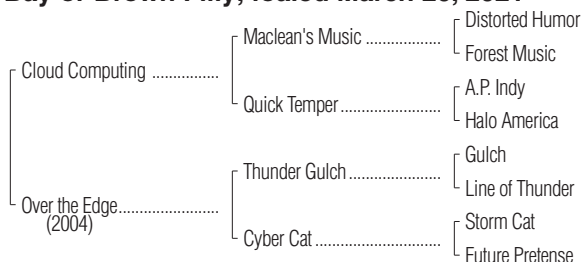 Distorted Humor
Maclean's Music ..................
Forest Music
Cloud Computing ................
A.P. Indy
Quick Temper.........................
Halo America
Gulch
Thunder Gulch.......................
Line of Thunder
Over the Edge.....................
(2004)
Storm Cat
Cyber Cat ...............................
Future Pretense